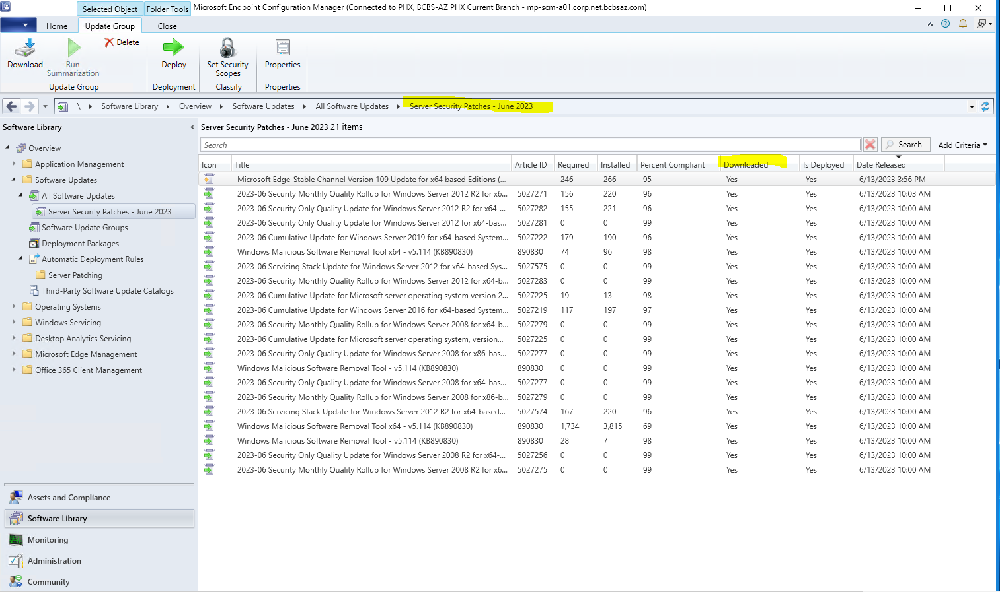 Selected Object Folder Tools Microsoft Endpoint Configuration Manager (Connected to PHX, BCBS-AZ PHX Current Branch - mp-scm-a01.corp.net.bcbsaz.com)
Home Update Group Close
Download
Run Summarization
Delete
Update Group
Deploy
Deployment
Set Security Scopes
Classify
Properties
Properties
\ Software Library Overview Software Updates All Software Updates Server Security Patches - June 2023
Software Library
Overview
Application Management
Software Updates
All Software Updates
Server Security Patches - June 2023
Software Update Groups
Deployment Packages
Automatic Deployment Rules
Server Patching
Third-Party Software Update Catalogs
Operating Systems
Windows Servicing
Desktop Analytics Servicing
Microsoft Edge Management
Office 365 Client Management
Assets and Compliance
Software Library
Monitoring
Administration
Community
Server Security Patches - June 2023 21 items
Search Search Add Criteria
Icon Title Article ID Required Installed Percent Compliant Downloaded Is Deployed Date Released
Microsoft Edge-Stable Channel Version 109 Update for x64 based Editions (... 246 266 95 Yes Yes 6/13/2023 3:56 PM
2023-06 Security Monthly Quality Rollup for Windows Server 2012 R2 for x6... 5027271 156 220 96 Yes Yes 6/13/2023 10:03 AM
2023-06 Security Only Quality Update for Windows Server 2012 R2 for x64-... 5027282 155 221 96 Yes Yes 6/13/2023 10:00 AM
2023-06 Security Only Quality Update for Windows Server 2012 for x64-bas... 5027281 0 0 99 Yes Yes 6/13/2023 10:00 AM
2023-06 Cumulative Update for Windows Server 2019 for x64-based System... 5027222 179 190 96 Yes Yes 6/13/2023 10:00 AM
Windows Malicious Software Removal Tool x64 - v5.114 (KB890830) 890830 74 96 98 Yes Yes 6/13/2023 10:00 AM
2023-06 Servicing Stack Update for Windows Server 2012 for x64-based Sys... 5027575 0 0 99 Yes Yes 6/13/2023 10:00 AM
2023-06 Security Monthly Quality Rollup for Windows Server 2012 for x64-b... 5027283 0 0 99 Yes Yes 6/13/2023 10:00 AM
2023-06 Cumulative Update for Microsoft server operating system version 2... 5027225 19 13 98 Yes Yes 6/13/2023 10:00 AM
2023-06 Cumulative Update for Windows Server 2016 for x64-based System... 5027219 117 197 97 Yes Yes 6/13/2023 10:00 AM
2023-06 Security Monthly Quality Rollup for Windows Server 2008 for x64-b... 5027279 0 0 99 Yes Yes 6/13/2023 10:00 AM
2023-06 Cumulative Update for Microsoft server operating system, version... 5027225 0 0 99 Yes Yes 6/13/2023 10:00 AM
2023-06 Security Only Quality Update for Windows Server 2008 for x86-bas... 5027277 0 0 99 Yes Yes 6/13/2023 10:00 AM
Windows Malicious Software Removal Tool - v5.114 (KB890830) 890830 0 0 99 Yes Yes 6/13/2023 10:00 AM
2023-06 Security Only Quality Update for Windows Server 2008 for x64-bas... 5027277 0 0 99 Yes Yes 6/13/2023 10:00 AM
2023-06 Security Monthly Quality Rollup for Windows Server 2008 for x86-b... 5027279 0 0 99 Yes Yes 6/13/2023 10:00 AM
2023-06 Servicing Stack Update for Windows Server 2012 R2 for x64-based... 5027574 167 220 96 Yes Yes 6/13/2023 10:00 AM
Windows Malicious Software Removal Tool x64 - v5.114 (KB890830) 890830 1,734 3,815 69 Yes Yes 6/13/2023 10:00 AM
Windows Malicious Software Removal Tool - v5.114 (KB890830) 890830 28 7 98 Yes Yes 6/13/2023 10:00 AM
2023-06 Security Only Quality Update for Windows Server 2008 R2 for x64-... 5027256 0 0 99 Yes Yes 6/13/2023 10:00 AM
2023-06 Security Monthly Quality Rollup for Windows Server 2008 R2 for x6... 5027275 0 0 99 Yes Yes 6/13/2023 10:00 AM